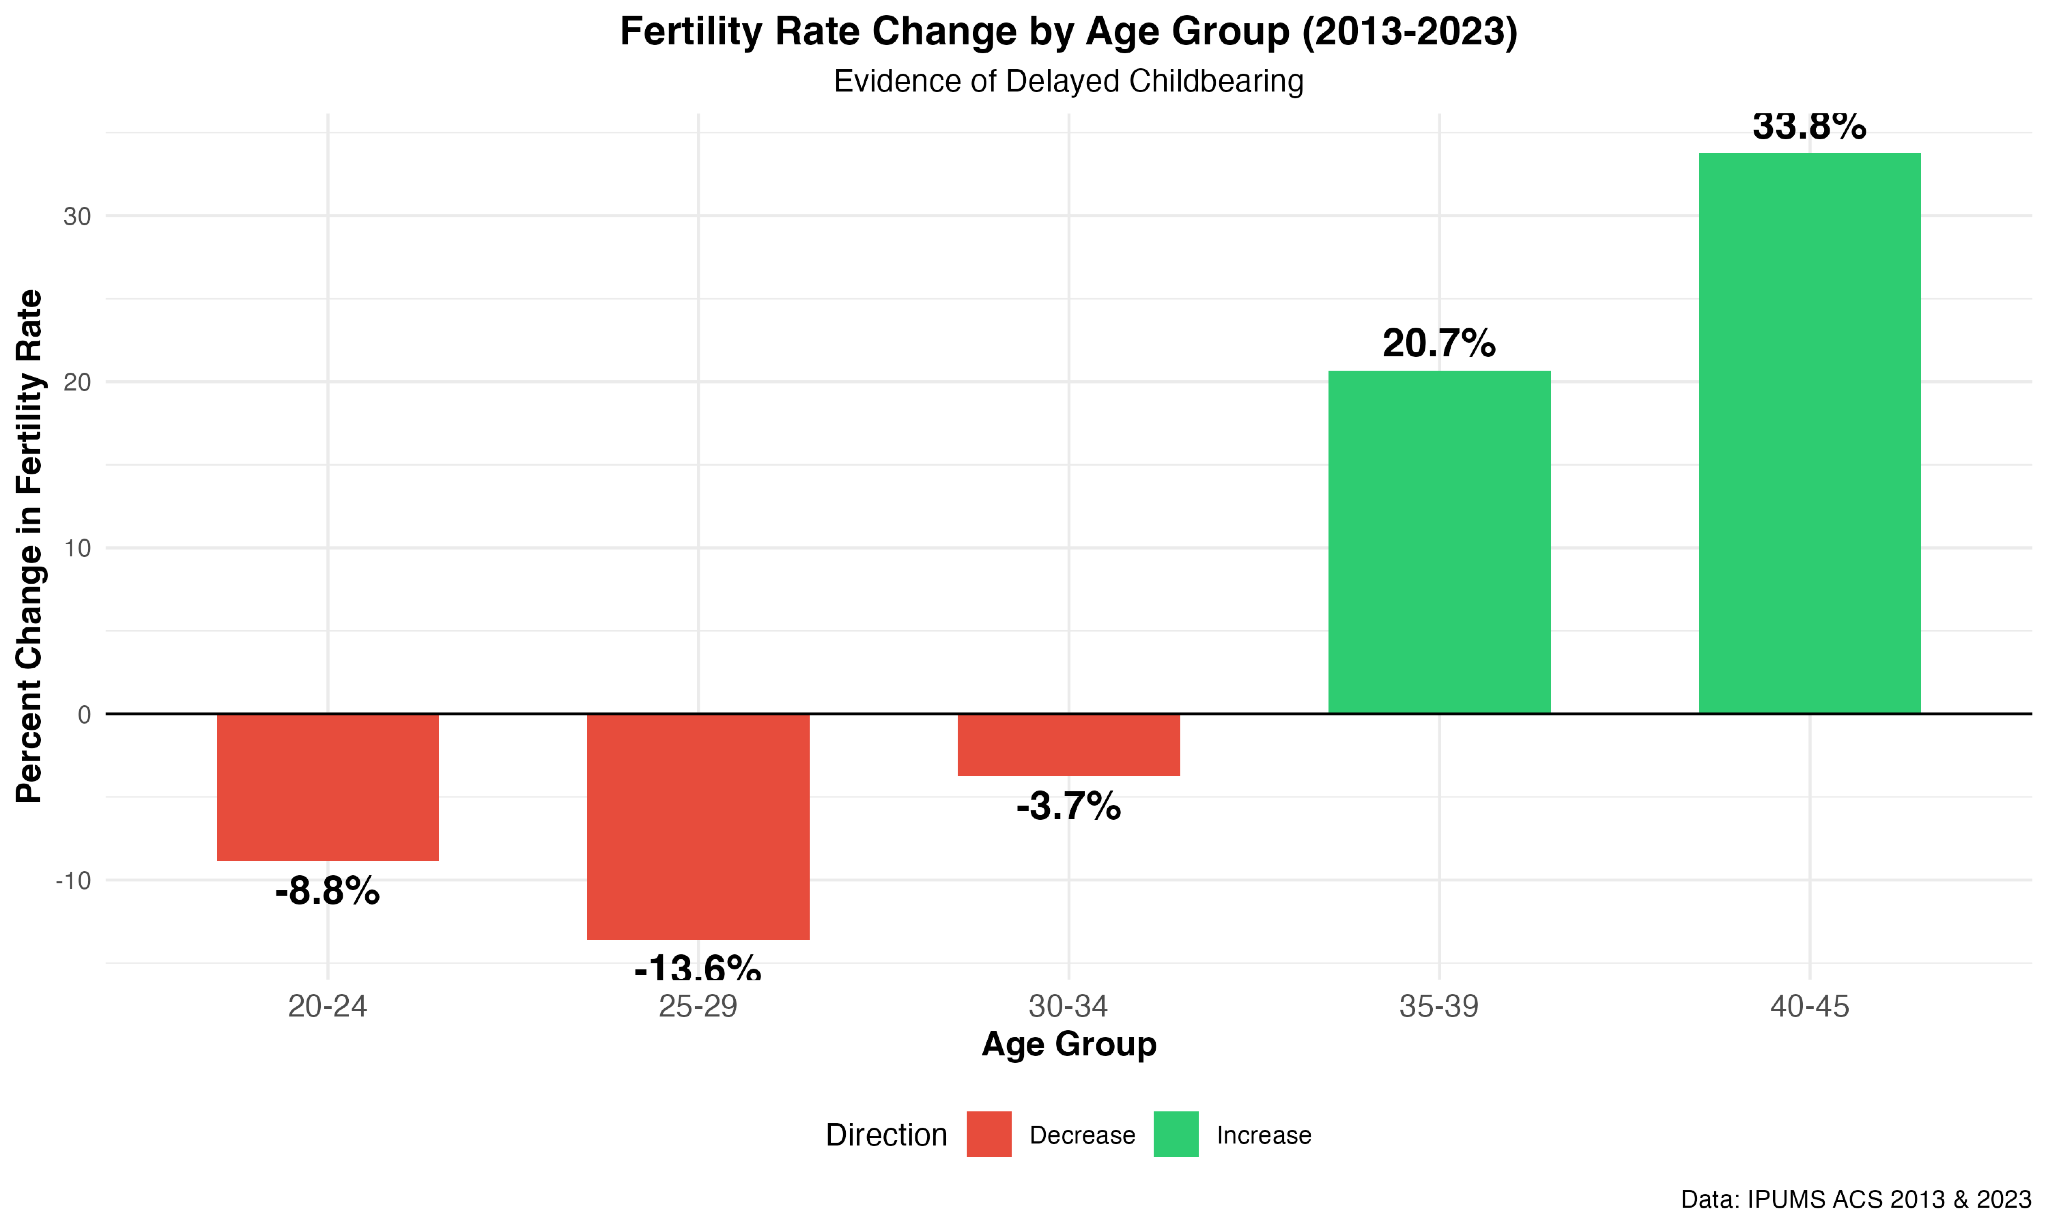 Fertility Rate Change by Age Group (2013-2023)
Evidence of Delayed Childbearing
Percent Change in Fertility Rate
30
20
10
0
-10
33.8%
20.7%
-3.7%
-8.8%
-13.6%
20-24 25-29 30-34 35-39 40-45
Age Group
Direction Decrease Increase
Data: IPUMS ACS 2013 & 2023